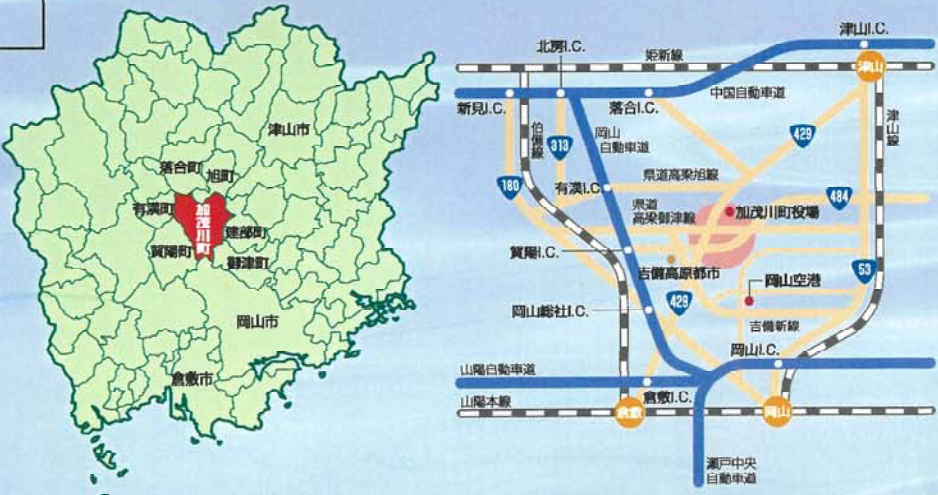 津山市
落合町
旭町
有漢町
加茂川町
建部町
賀陽町
御津町
岡山市
倉敷市
津山I.C.
北房I.C.
姫新線
津山
新見I.C.
落合I.C.
中国自動車道
伯備線
313
岡山
自動車道
429
津山線
180
有漢I.C.
県道高梁旭線
484
県道
高梁御津線
加茂川町役場
賀陽I.C.
吉備高原都市
53
岡山空港
429
岡山総社I.C.
吉備新線
岡山I.C.
山陽自動車道
倉敷I.C.
山陽本線
倉敷
岡山
瀬戸中央
自動車道